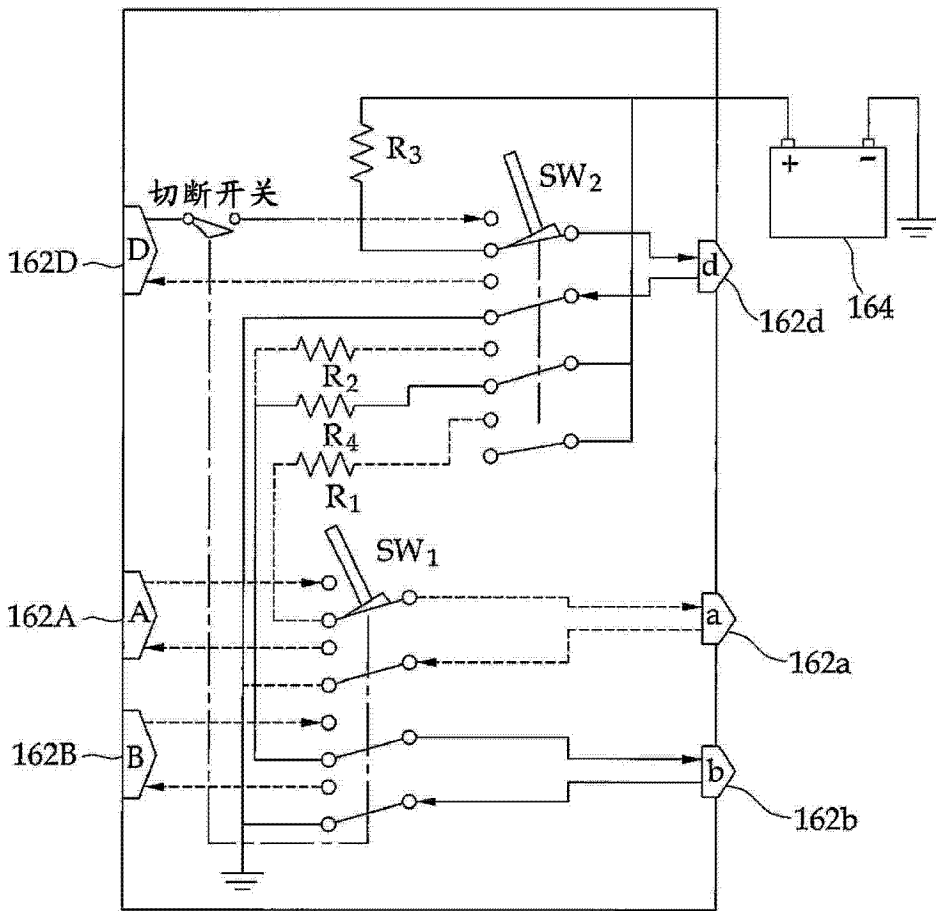 R3
SW2
+
−
切断开关
D
162D
d
162d
164
R2
R4
R1
SW1
A
162A
a
162a
B
162B
b
162b